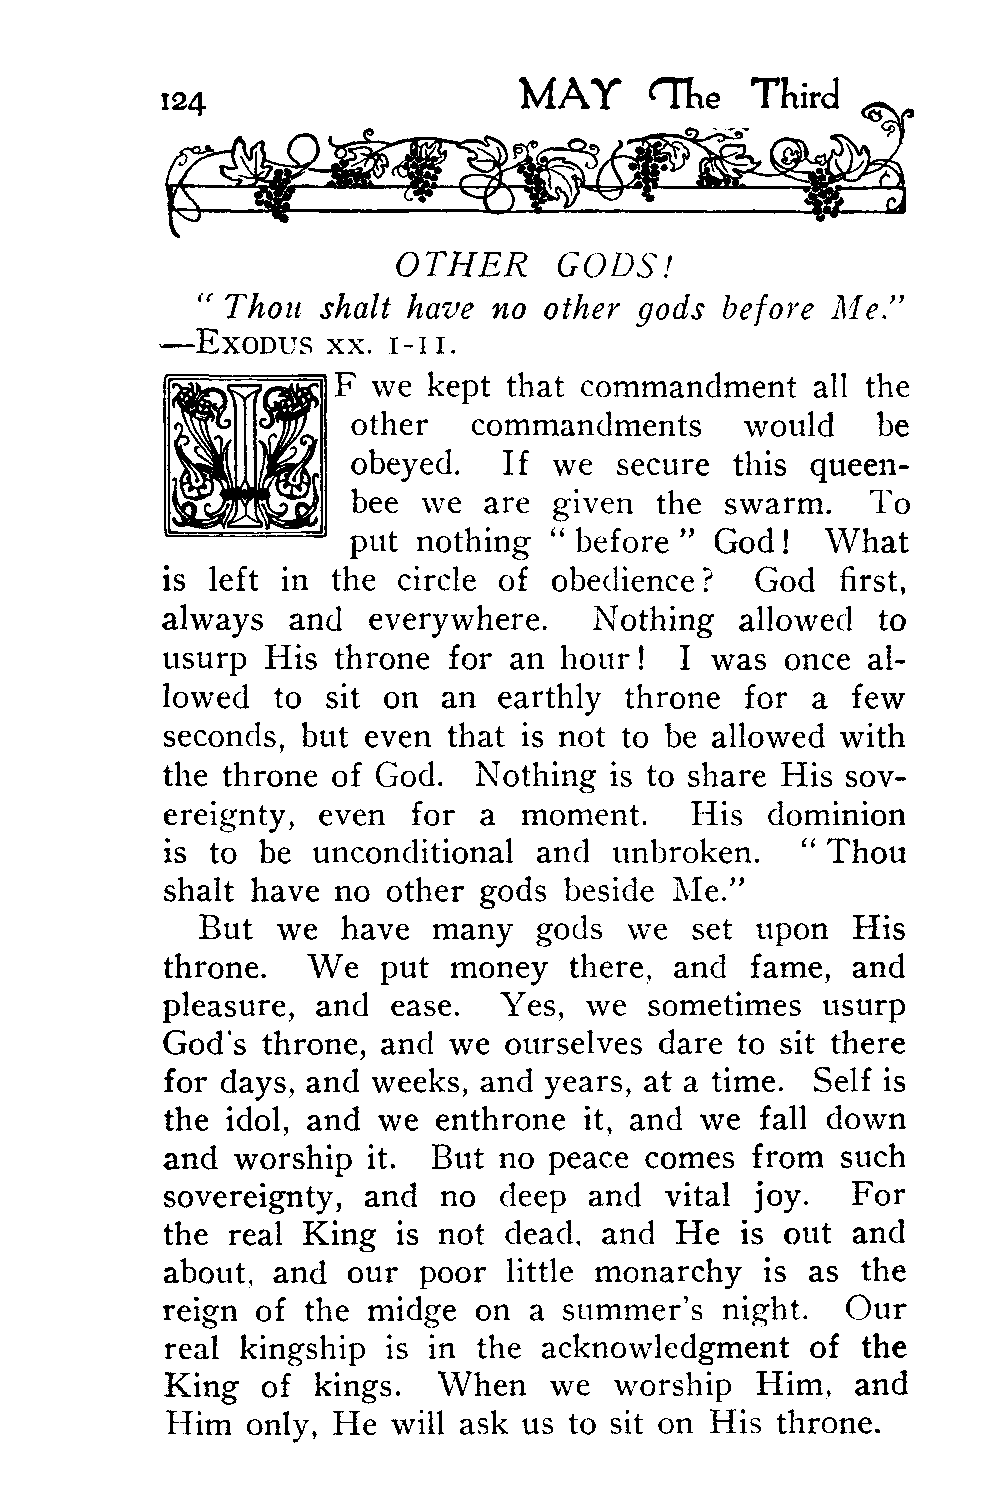 124 MAY The Third
OTHER GODS!
“ Thou shalt have no other gods before Me.”
—EXODUS xx. 1-11.
IF we kept that commandment all the
other commandments would be
obeyed. If we secure this queen-
bee we are given the swarm. To
put nothing “ before ” God! What
is left in the circle of obedience? God first,
always and everywhere. Nothing allowed to
usurp His throne for an hour! I was once al-
lowed to sit on an earthly throne for a few
seconds, but even that is not to be allowed with
the throne of God. Nothing is to share His sov-
ereignty, even for a moment. His dominion
is to be unconditional and unbroken. “ Thou
shalt have no other gods beside Me.”
But we have many gods we set upon His
throne. We put money there, and fame, and
pleasure, and ease. Yes, we sometimes usurp
God's throne, and we ourselves dare to sit there
for days, and weeks, and years, at a time. Self is
the idol, and we enthrone it, and we fall down
and worship it. But no peace comes from such
sovereignty, and no deep and vital joy. For
the real King is not dead, and He is out and
about, and our poor little monarchy is as the
reign of the midge on a summer's night. Our
real kingship is in the acknowledgment of the
King of kings. When we worship Him, and
Him only, He will ask us to sit on His throne.